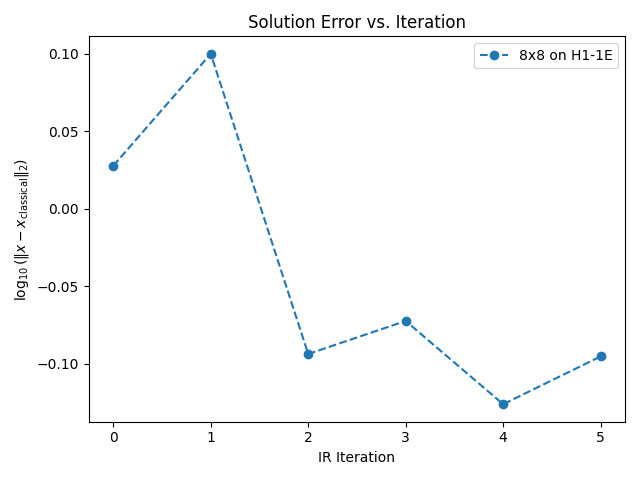 Solution Error vs. Iteration
8x8 on H1-1E
log₁₀(‖x − x_classical‖₂)
0.10
0.05
0.00
−0.05
−0.10
0 1 2 3 4 5
IR Iteration